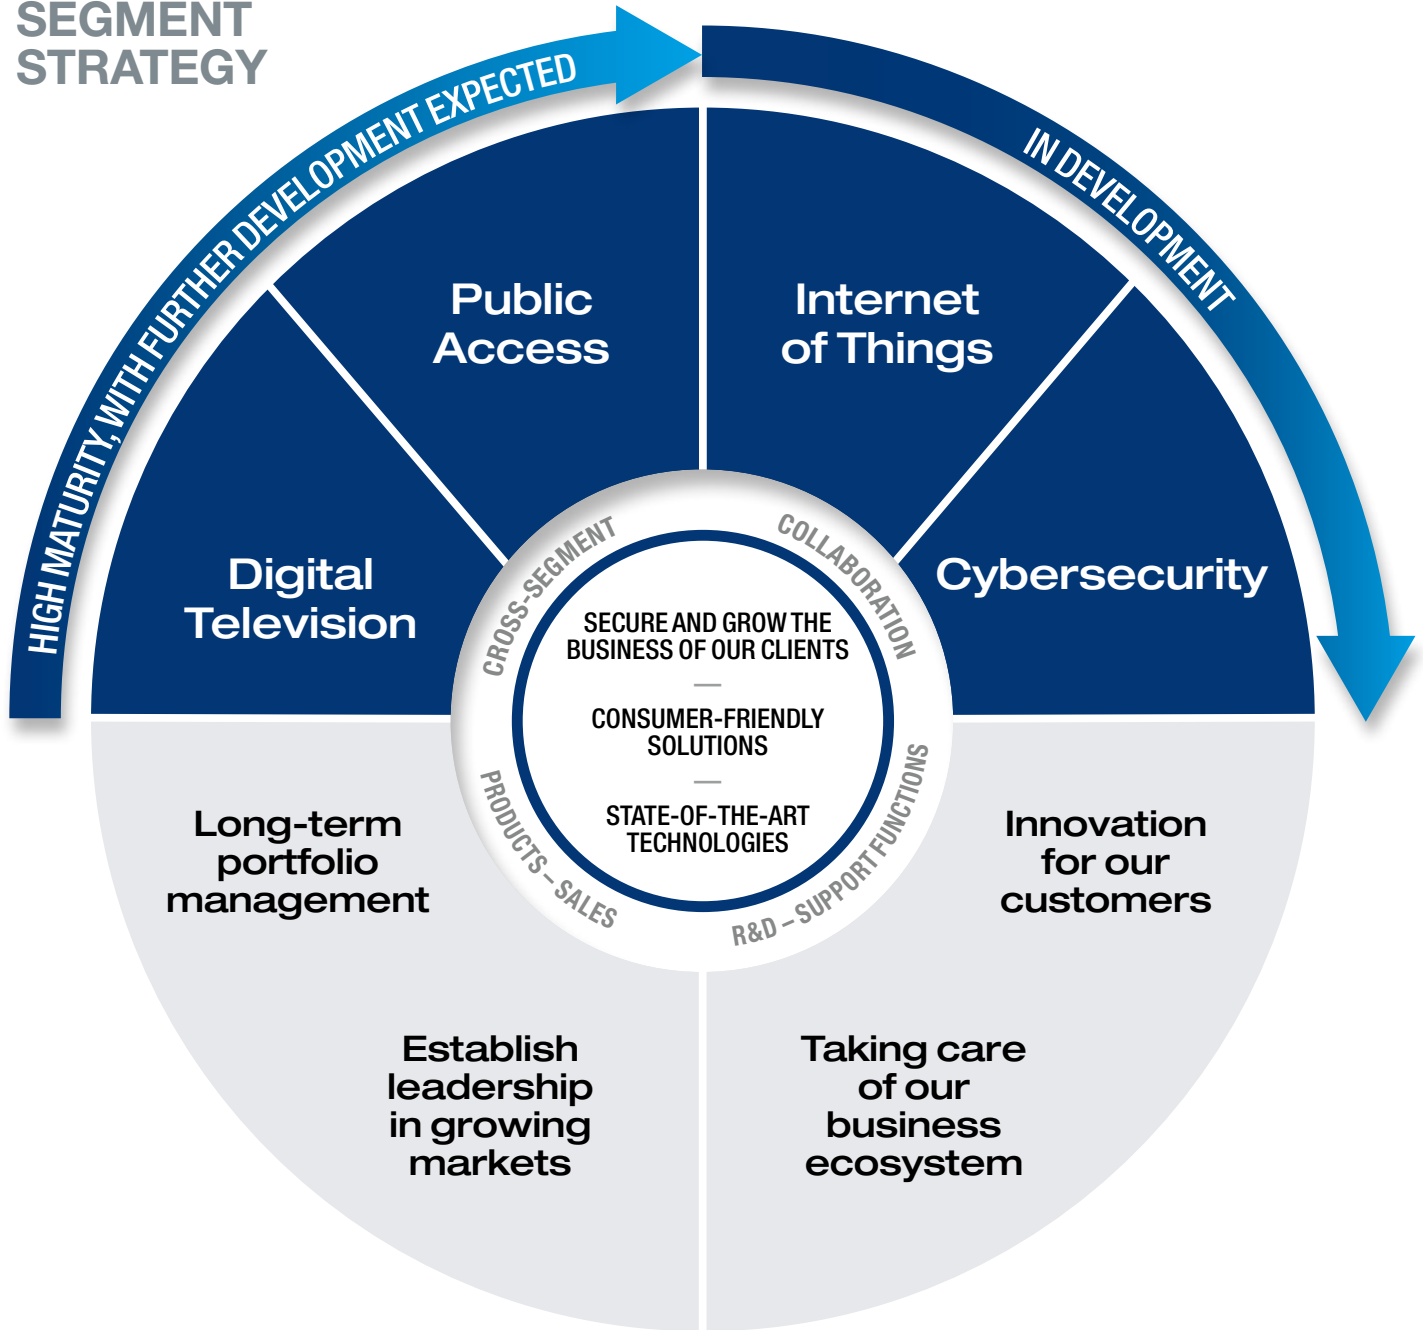 SEGMENT
STRATEGY
HIGH MATURITY, WITH FURTHER DEVELOPMENT EXPECTED
IN DEVELOPMENT
Public
Access
Internet
of Things
Digital
Television
Cybersecurity
CROSS-SEGMENT
COLLABORATION
SECURE AND GROW THE
BUSINESS OF OUR CLIENTS
—
CONSUMER-FRIENDLY
SOLUTIONS
—
STATE-OF-THE-ART
TECHNOLOGIES
PRODUCTS – SALES
R&D – SUPPORT FUNCTIONS
Long-term
portfolio
management
Innovation
for our
customers
Establish
leadership
in growing
markets
Taking care
of our
business
ecosystem